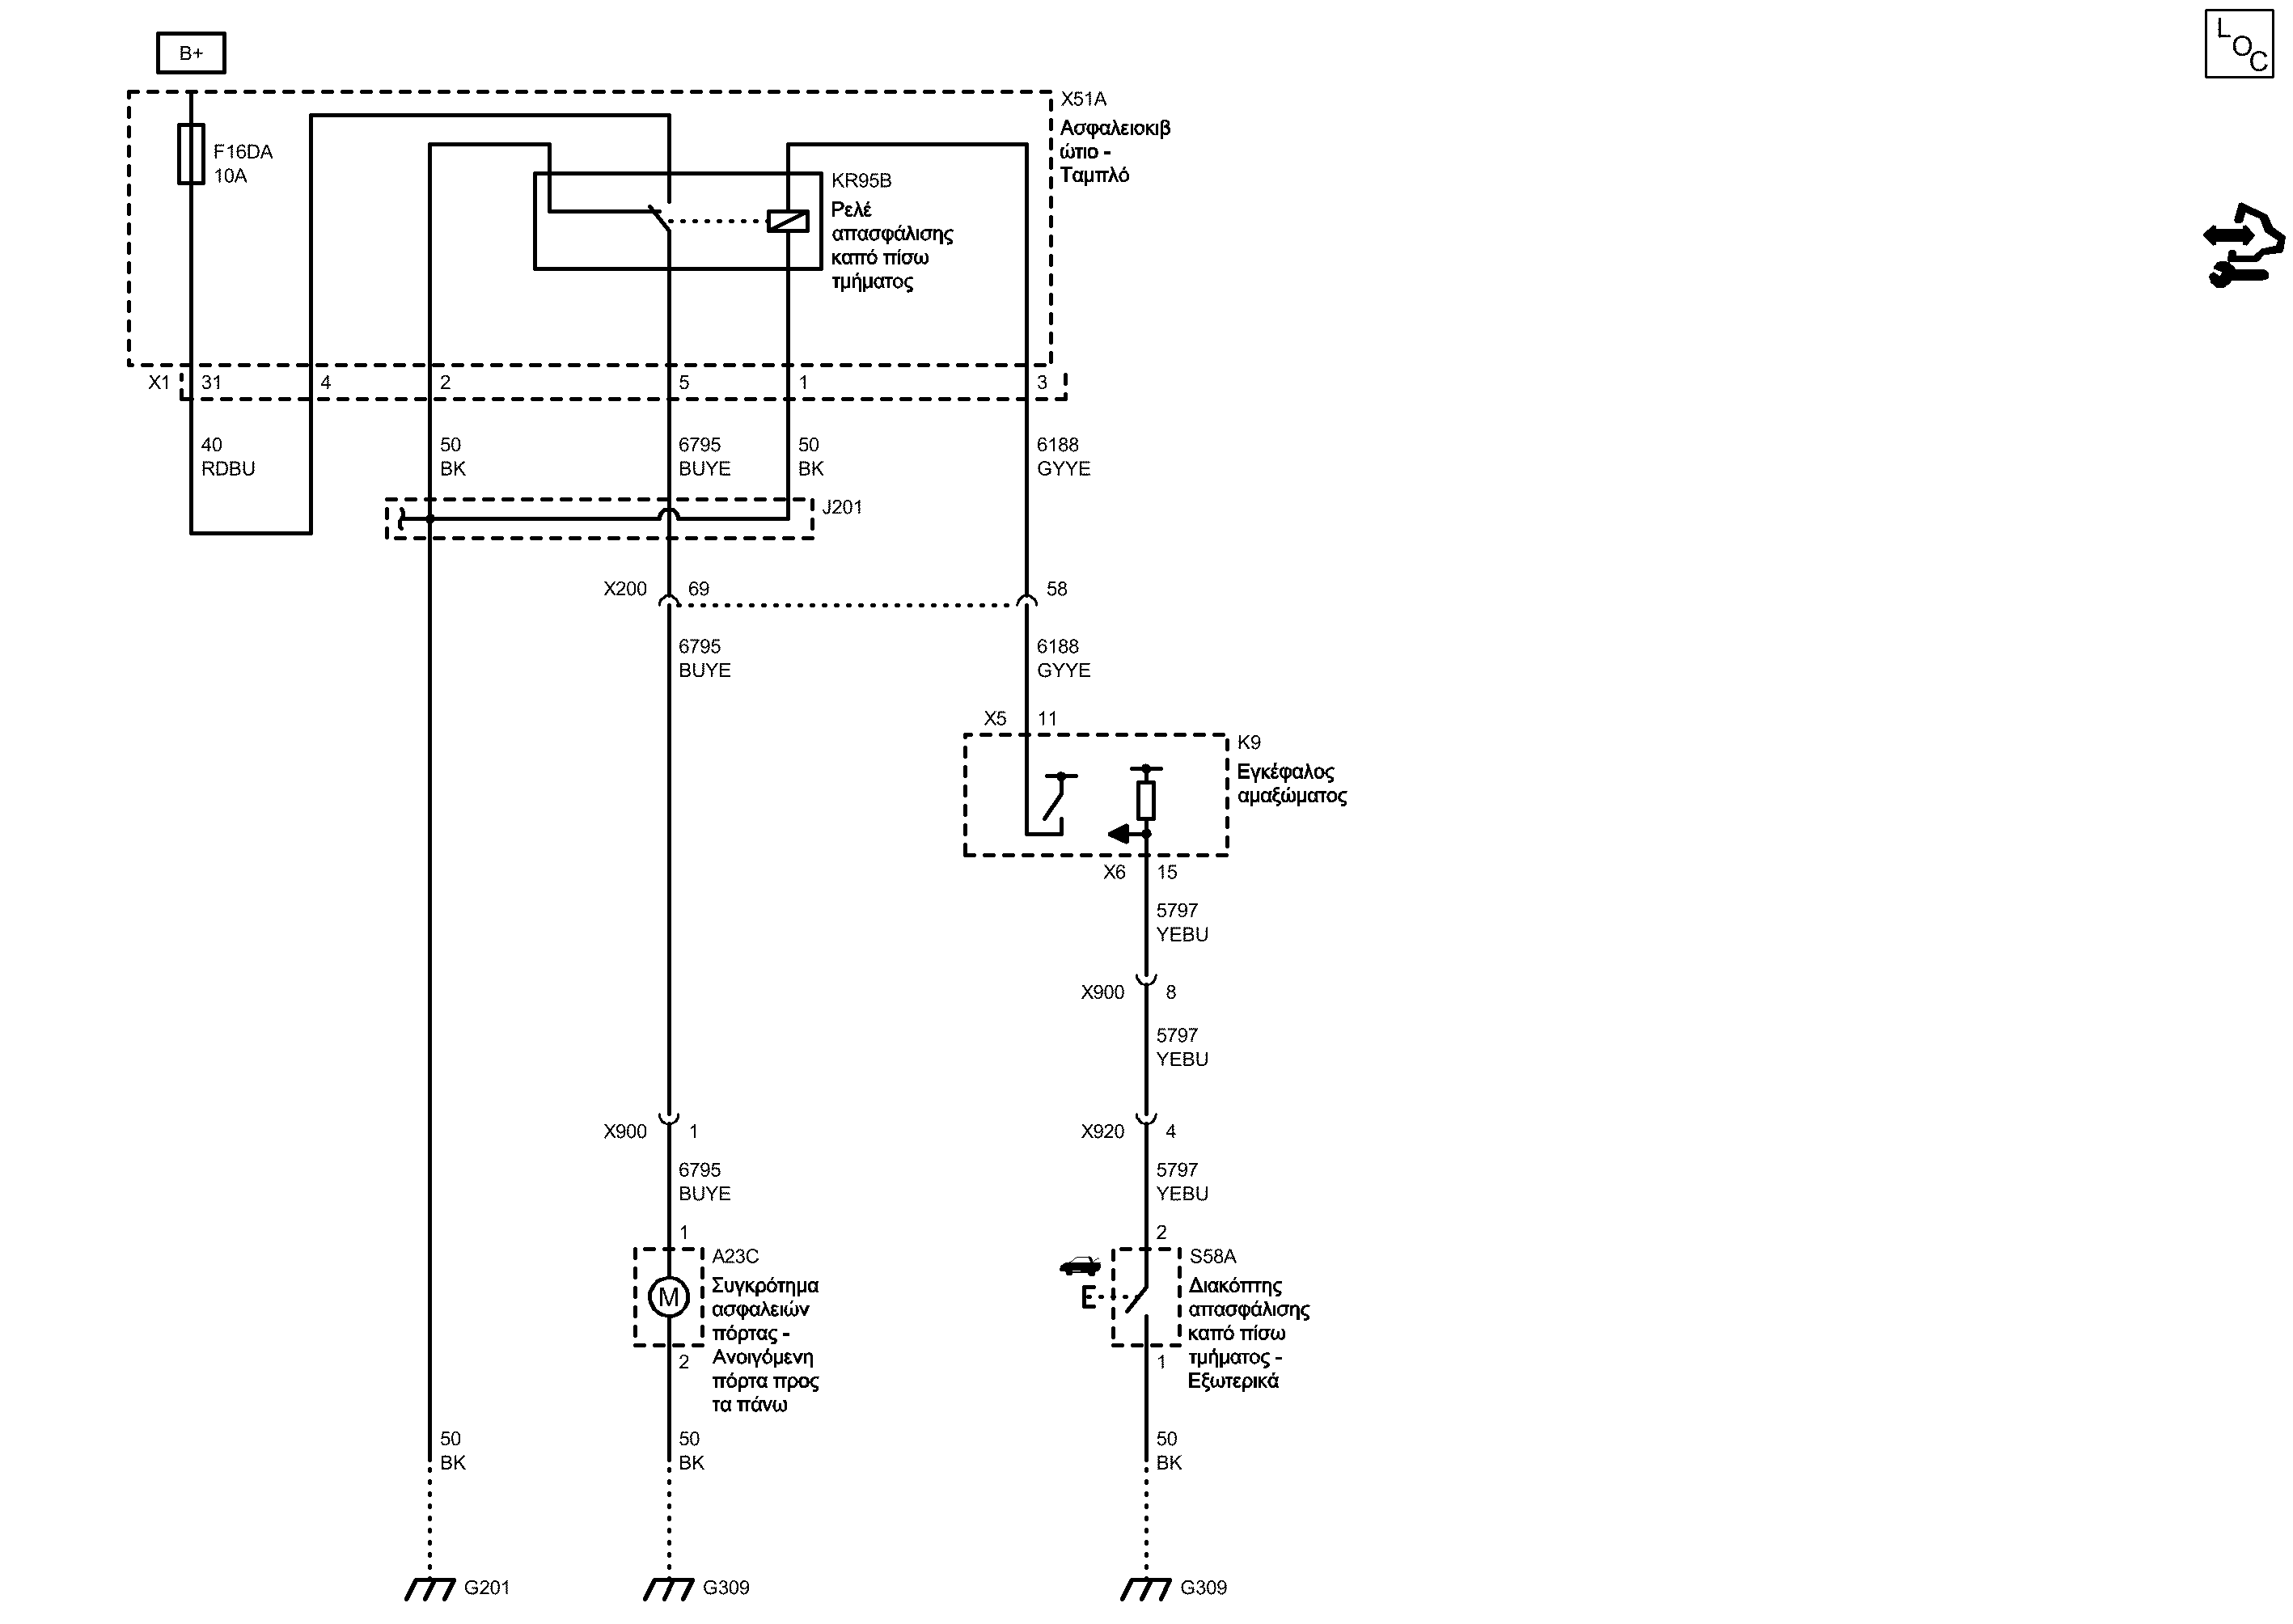 B+
LOC
X51A
Ασφαλειοκιβ
ώτιο -
Ταμπλό
F16DA
10A
KR95B
Ρελέ
απασφάλισης
καπό πίσω
τμήματος
X1 31 4 2 5 1 3
40 50 6795 50 6188
RDBU BK BUYE BK GYYE
J201
X200 69 58
6795 6188
BUYE GYYE
X5 11
K9
Εγκέφαλος
αμαξώματος
X6 15
5797
YEBU
X900 8
5797
YEBU
X900 1 X920 4
6795 5797
BUYE YEBU
1 2
A23C
Συγκρότημα
ασφαλειών
πόρτας -
Ανοιγόμενη
πόρτα προς
τα πάνω
M
2
S58A
Διακόπτης
απασφάλισης
καπό πίσω
τμήματος -
Εξωτερικά
E
1
50 50 50
BK BK BK
G201 G309 G309